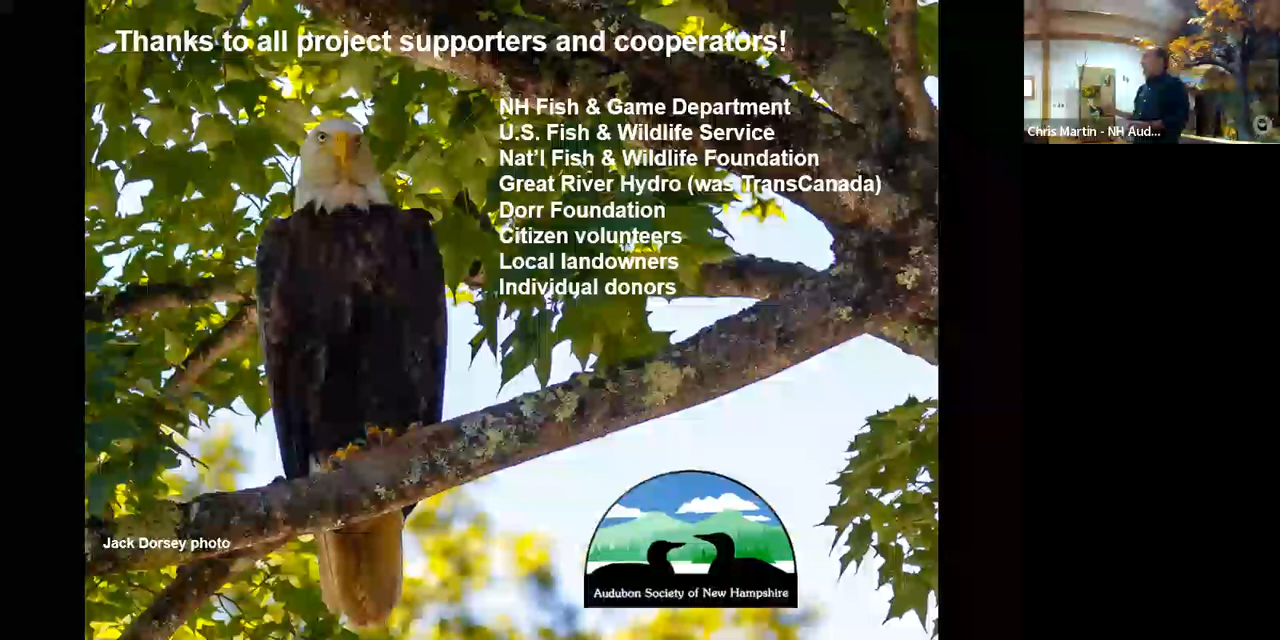 Thanks to all project supporters and cooperators!
NH Fish & Game Department
U.S. Fish & Wildlife Service
Nat'l Fish & Wildlife Foundation
Great River Hydro (was TransCanada)
Dorr Foundation
Citizen volunteers
Local landowners
Individual donors
Jack Dorsey photo
Audubon Society of New Hampshire
Chris Martin - NH Aud...